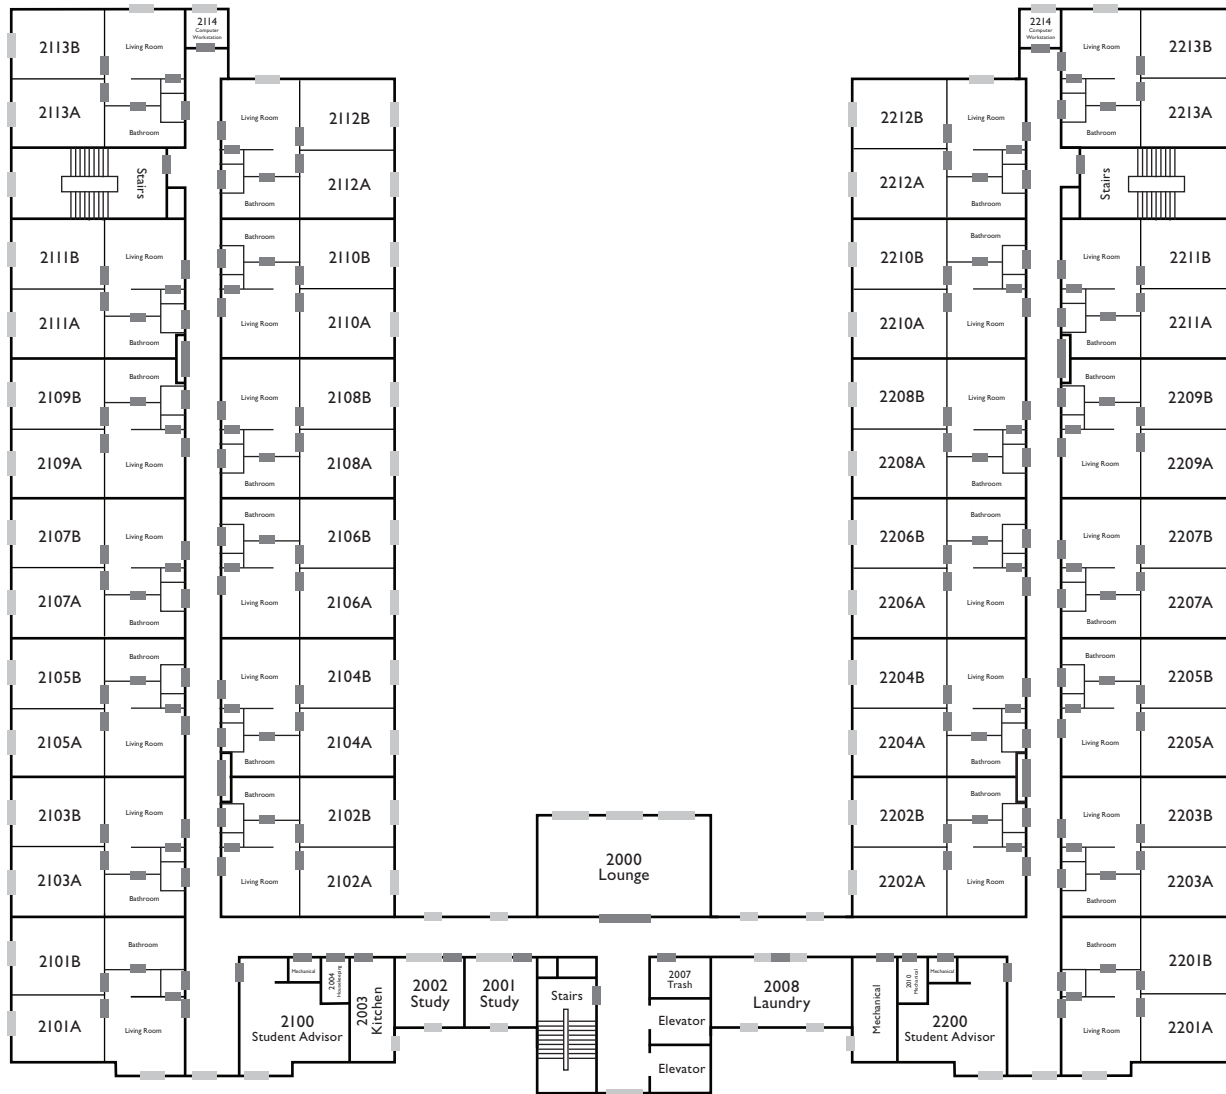 2114
Computer
Workstation
2214
Computer
Workstation
2113B
Living Room
2113A
Bathroom
Living Room
2213B
2213A
Bathroom
Living Room
2112B
2112A
Bathroom
2212B
Living Room
2212A
Bathroom
Stairs
Stairs
2111B
Living Room
2111A
Bathroom
Bathroom
2110B
2110A
Living Room
Bathroom
2210B
2210A
Living Room
Living Room
2211B
2211A
Bathroom
Bathroom
2109B
2109A
Living Room
Living Room
2108B
2108A
Bathroom
2208B
Living Room
2208A
Bathroom
Bathroom
2209B
Living Room
2209A
2107B
Living Room
2107A
Bathroom
Bathroom
2106B
Living Room
2106A
Bathroom
2206B
2206A
Living Room
Living Room
2207B
2207A
Bathroom
Bathroom
2105B
2105A
Living Room
Living Room
2104B
2104A
Bathroom
2204B
Living Room
2204A
Bathroom
Bathroom
2205B
Living Room
2205A
2103B
Living Room
2103A
Bathroom
Bathroom
2102B
Living Room
2102A
Bathroom
2202B
2202A
Living Room
Living Room
2203B
2203A
Bathroom
2000
Lounge
Bathroom
2101B
2101A
Living Room
Mechanical
2004
Housekeeping
2100
Student Advisor
2003
Kitchen
2002
Study
2001
Study
Stairs
2007
Trash
Elevator
Elevator
2008
Laundry
Mechanical
2010
Mechanical
Mechanical
2200
Student Advisor
Bathroom
2201B
Living Room
2201A